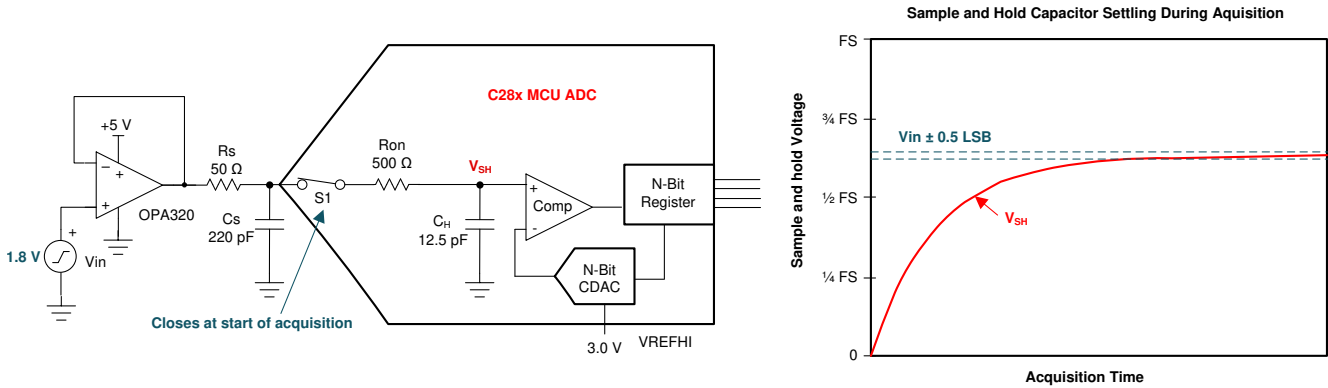 C28x MCU ADC
+5 V
−
+
+
OPA320
Rs
50 Ω
Cs
220 pF
+
1.8 V
Vin
S1
Closes at start of acquisition
Ron
500 Ω
VSH
CH
12.5 pF
+
Comp
-
N-Bit
Register
N-Bit
CDAC
3.0 V
VREFHI
Sample and Hold Capacitor Settling During Aquisition
Sample and hold Voltage
FS
¾ FS
½ FS
¼ FS
0
Vin ± 0.5 LSB
VSH
Acquisition Time